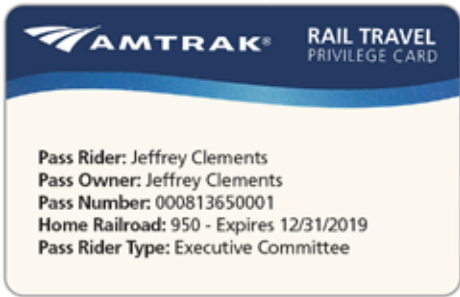 AMTRAK®
RAIL TRAVEL
PRIVILEGE CARD
Pass Rider: Jeffrey Clements
Pass Owner: Jeffrey Clements
Pass Number: 000813650001
Home Railroad: 950 - Expires 12/31/2019
Pass Rider Type: Executive Committee